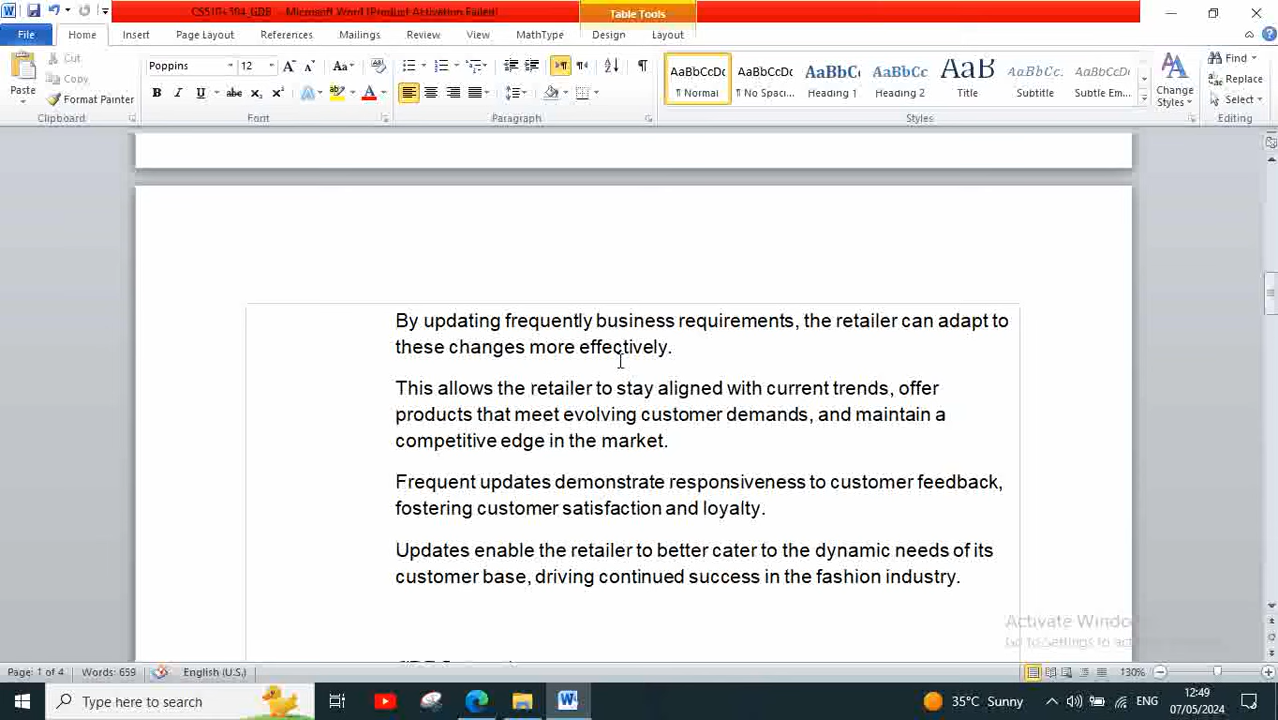 CS510+504_GDB - Microsoft Word (Product Activation Failed)
Table Tools
File Home Insert Page Layout References Mailings Review View MathType Design Layout
Cut
Copy
Format Painter
Paste
Clipboard
Poppins 12
Font
Paragraph
AaBbCcDc AaBbCcDc AaBbC( AaBbCc AaB AaBbCc. AaBbCcDc
¶ Normal ¶ No Spaci... Heading 1 Heading 2 Title Subtitle Subtle Em...
Change Styles
Styles
Find
Replace
Select
Editing
By updating frequently business requirements, the retailer can adapt to
these changes more effectively.
This allows the retailer to stay aligned with current trends, offer
products that meet evolving customer demands, and maintain a
competitive edge in the market.
Frequent updates demonstrate responsiveness to customer feedback,
fostering customer satisfaction and loyalty.
Updates enable the retailer to better cater to the dynamic needs of its
customer base, driving continued success in the fashion industry.
Activate Windo
Go to Settings to act
Page: 1 of 4 Words: 659 English (U.S.) 130%
Type here to search
35°C Sunny
ENG
12:49
07/05/2024